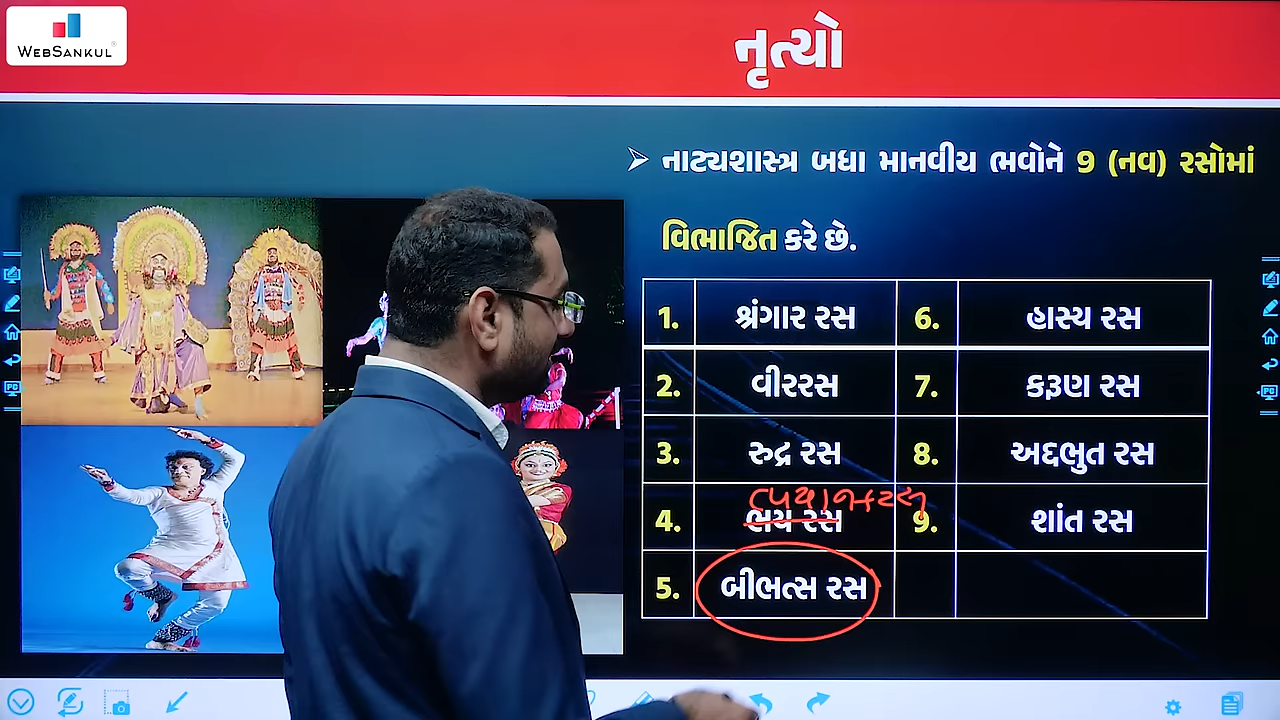 WEBSANKUL
નૃત્યો
નાટ્યશાસ્ત્ર બધા માનવીય ભવોને 9 (નવ) રસોમાં
વિભાજિત કરે છે.
1. શ્રંગાર રસ 6. હાસ્ય રસ
2. વીરરસ 7. કરૂણ રસ
3. રુદ્ર રસ 8. અદ્દભુત રસ
4. ભય રસ 9. શાંત રસ
5. બીભત્સ રસ